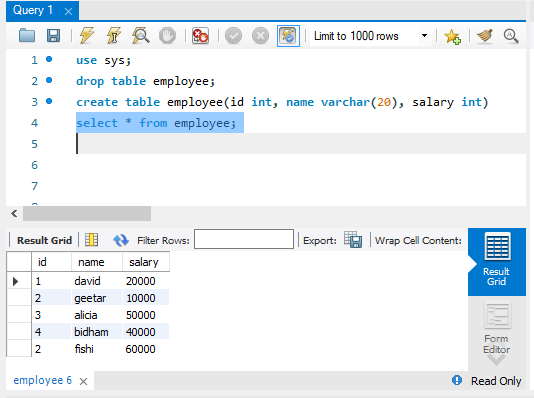 Query 1
Limit to 1000 rows
1 use sys;
2 drop table employee;
3 create table employee(id int, name varchar(20), salary int)
4 select * from employee;
5
6
7
Result Grid Filter Rows: Export: Wrap Cell Content:
id name salary
1 david 20000
2 geetar 10000
3 alicia 50000
4 bidham 40000
2 fishi 60000
Result
Grid
Form
Editor
employee 6
Read Only